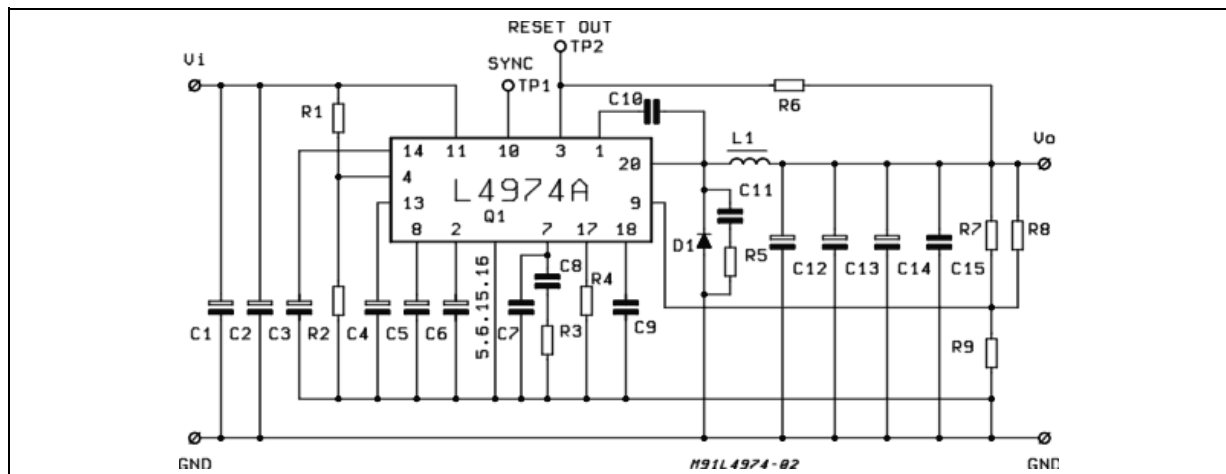 RESET OUT
TP2
Vi
SYNC
TP1
C10
R6
R1
L1
Vo
14 11 10 3 1 20
4
L4974A
C11
13 9
Q1
8 2 7 17 18
D1
R5
R7
R8
5.6.15.16
C8
R4
C12 C13 C14 C15
C1 C2 C3 R2 C4 C5 C6 C7 R3 C9
R9
GND
M91L4974-02
GND